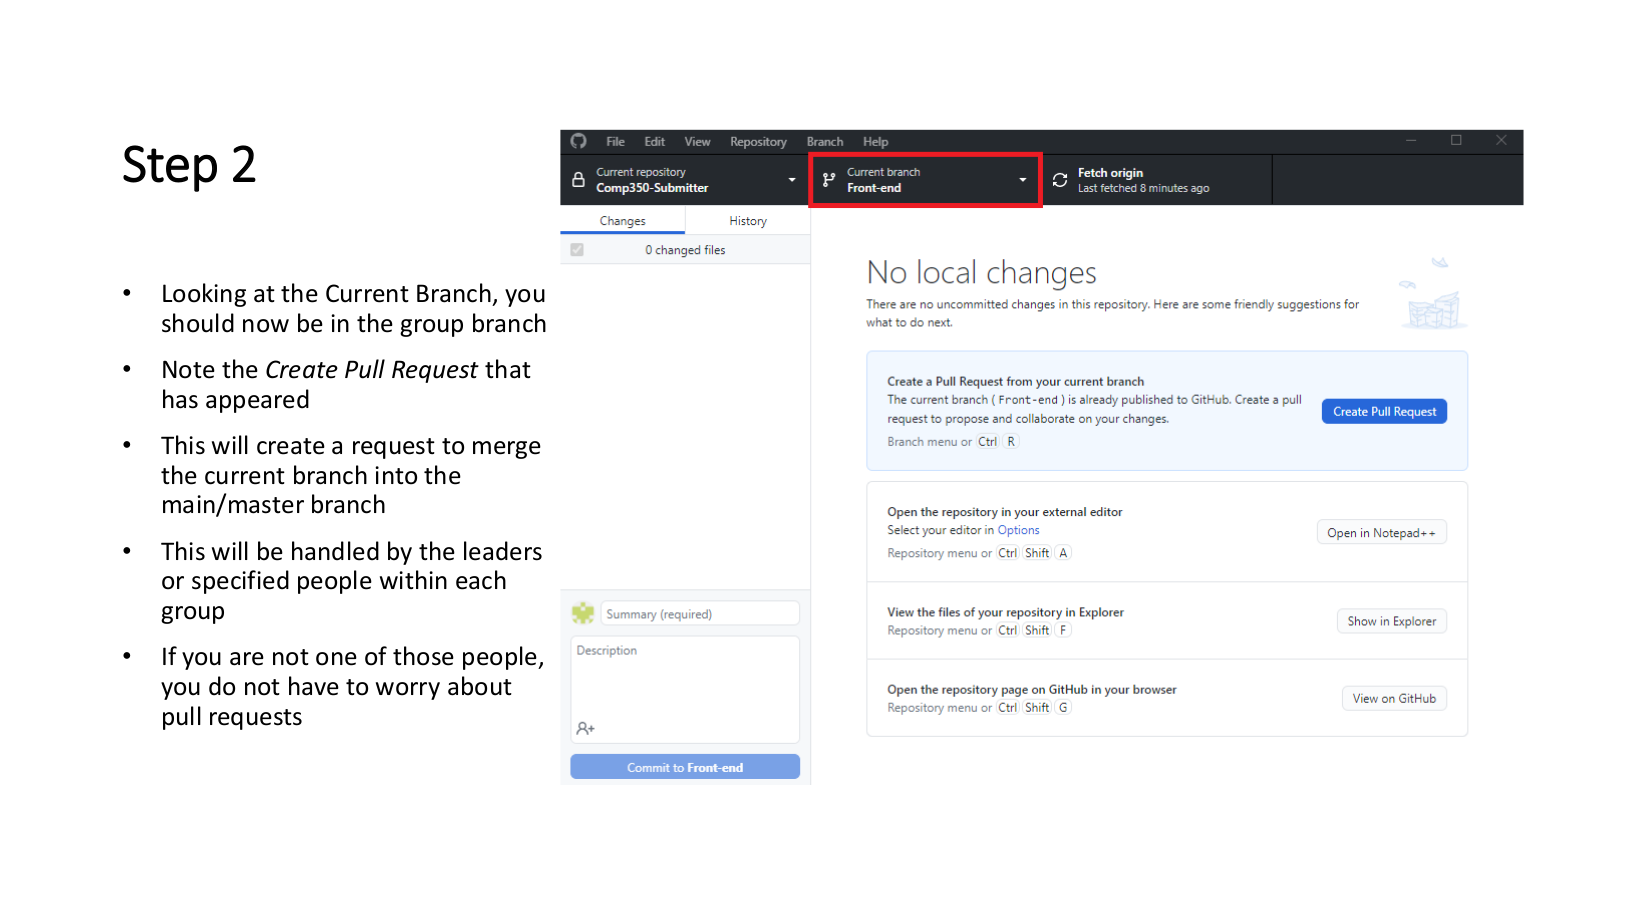 Step 2
• Looking at the Current Branch, you
should now be in the group branch
• Note the Create Pull Request that
has appeared
• This will create a request to merge
the current branch into the
main/master branch
• This will be handled by the leaders
or specified people within each
group
• If you are not one of those people,
you do not have to worry about
pull requests
File Edit View Repository Branch Help
Current repository
Comp350-Submitter
Current branch
Front-end
Fetch origin
Last fetched 8 minutes ago
Changes History
0 changed files
No local changes
There are no uncommitted changes in this repository. Here are some friendly suggestions for
what to do next.
Create a Pull Request from your current branch
The current branch ( Front-end ) is already published to GitHub. Create a pull
request to propose and collaborate on your changes.
Branch menu or Ctrl R
Create Pull Request
Open the repository in your external editor
Select your editor in Options
Repository menu or Ctrl Shift A
Open in Notepad++
View the files of your repository in Explorer
Repository menu or Ctrl Shift F
Show in Explorer
Open the repository page on GitHub in your browser
Repository menu or Ctrl Shift G
View on GitHub
Summary (required)
Description
Commit to Front-end